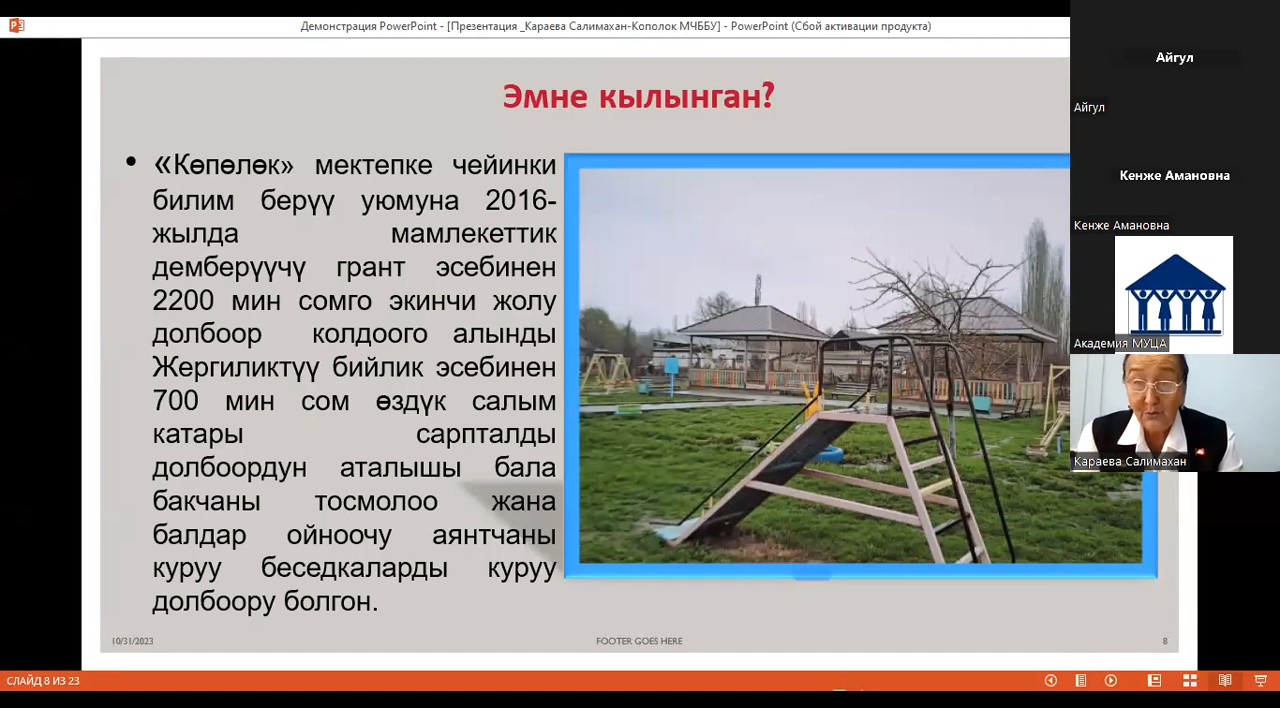 Демонстрация PowerPoint - [Презентация _Караева Салимахан-Кополок МЧББУ] - PowerPoint (Сбой активации продукта)
Эмне кылынган?
• «Көпөлөк» мектепке чейинки
билим берүү уюмуна 2016-
жылда мамлекеттик
демберүүчү грант эсебинен
2200 мин сомго экинчи жолу
долбоор колдоого алынды
Жергиликтүү бийлик эсебинен
700 мин сом өздүк салым
катары сарпталды
долбоордун аталышы бала
бакчаны тосмолоо жана
балдар ойноочу аянтчаны
куруу беседкаларды куруу
долбоору болгон.
10/31/2023
FOOTER GOES HERE
8
Айгул
Айгул
Кенже Амановна
Кенже Амановна
Академия МУЦА
Караева Салимахан
СЛАЙД 8 ИЗ 23